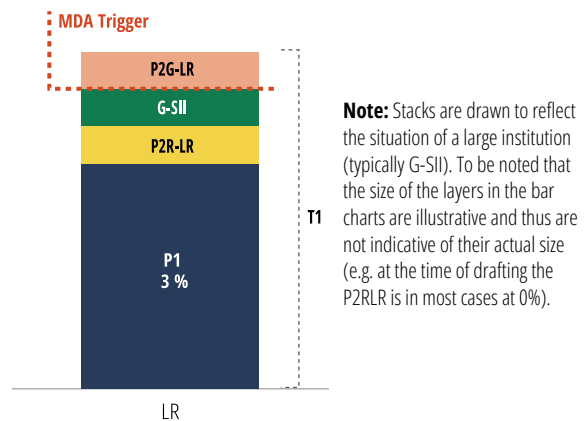 MDA Trigger
P2G-LR
G-SII
P2R-LR
P1
3 %
T1
LR
Note: Stacks are drawn to reflect
the situation of a large institution
(typically G-SII). To be noted that
the size of the layers in the bar
charts are illustrative and thus are
not indicative of their actual size
(e.g. at the time of drafting the
P2RLR is in most cases at 0%).